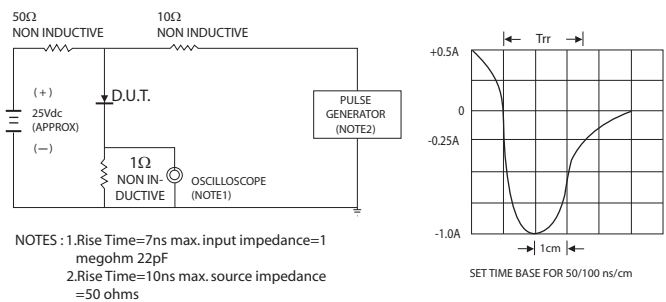 50Ω
NON INDUCTIVE
10Ω
NON INDUCTIVE
(+)
25Vdc
(APPROX)
(—)
D.U.T.
1Ω
NON IN-
DUCTIVE
OSCILLOSCOPE
(NOTE1)
PULSE
GENERATOR
(NOTE2)
NOTES : 1.Rise Time=7ns max. input impedance=1
megohm 22pF
2.Rise Time=10ns max. source impedance
=50 ohms
Trr
+0.5A
0
-0.25A
-1.0A
1cm
SET TIME BASE FOR 50/100 ns/cm